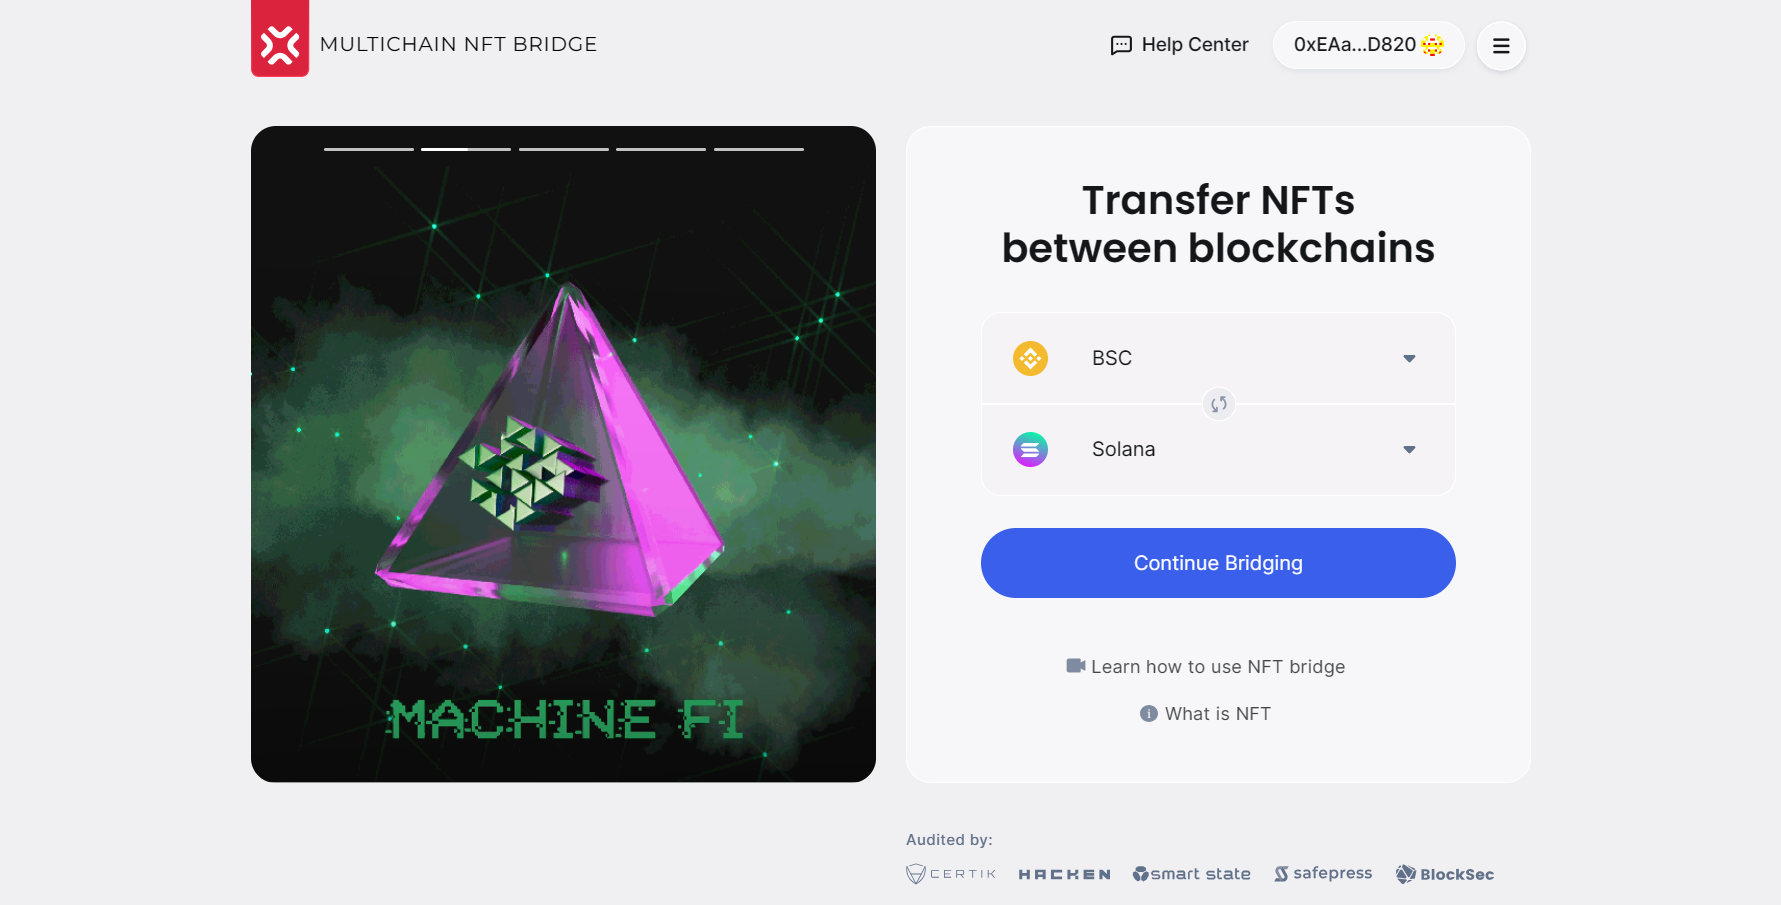 MULTICHAIN NFT BRIDGE
Help Center
0xEAa...D820
MACHINE FI
Transfer NFTs
between blockchains
BSC
Solana
Continue Bridging
Learn how to use NFT bridge
What is NFT
Audited by:
CERTIK
HACKEN
smart state
safepress
BlockSec